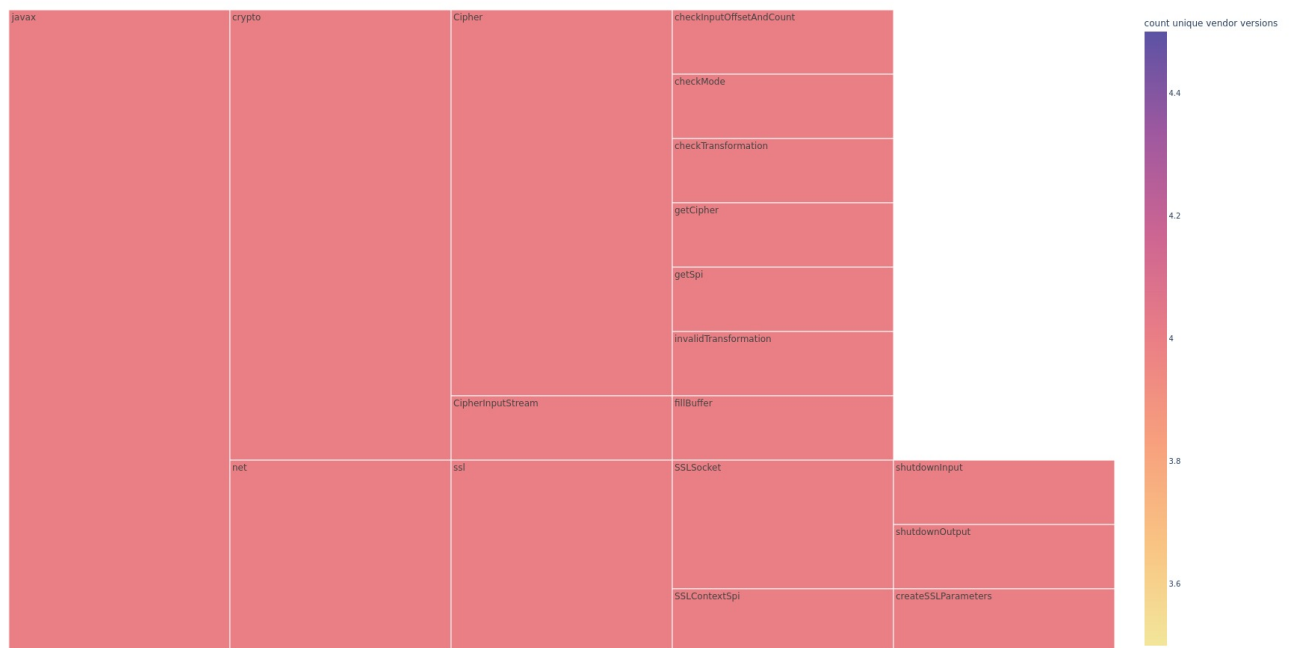 javax
crypto
Cipher
checkInputOffsetAndCount
checkMode
checkTransformation
getCipher
getSpi
invalidTransformation
CipherInputStream
fillBuffer
net
ssl
SSLSocket
shutdownInput
shutdownOutput
SSLContextSpi
createSSLParameters
count unique vendor versions
4.4
4.2
4
3.8
3.6